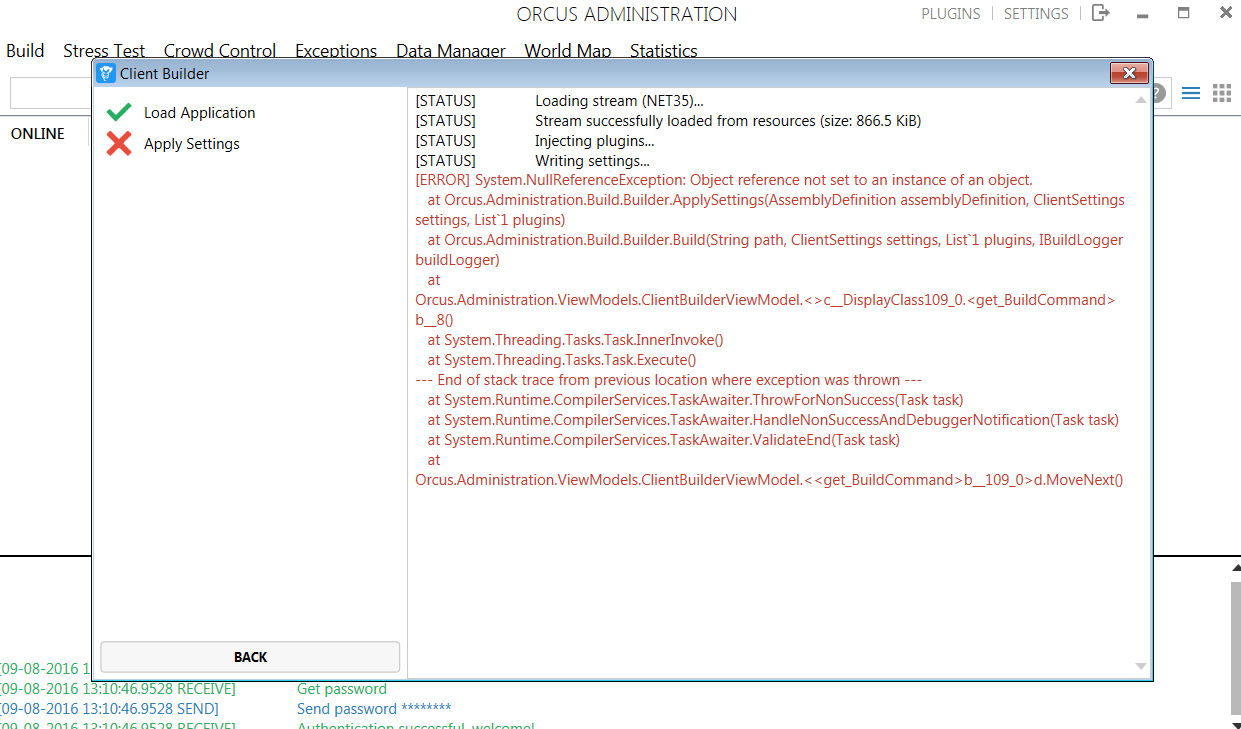 ORCUS ADMINISTRATION
PLUGINS
SETTINGS
Build Stress Test Crowd Control Exceptions Data Manager World Map Statistics
Client Builder
?
ONLINE
Load Application
Apply Settings
[STATUS] Loading stream (NET35)...
[STATUS] Stream successfully loaded from resources (size: 866.5 KiB)
[STATUS] Injecting plugins...
[STATUS] Writing settings...
[ERROR] System.NullReferenceException: Object reference not set to an instance of an object.
at Orcus.Administration.Build.Builder.ApplySettings(AssemblyDefinition assemblyDefinition, ClientSettings
settings, List`1 plugins)
at Orcus.Administration.Build.Builder.Build(String path, ClientSettings settings, List`1 plugins, IBuildLogger
buildLogger)
at
Orcus.Administration.ViewModels.ClientBuilderViewModel.<>c__DisplayClass109_0.<get_BuildCommand>
b__8()
at System.Threading.Tasks.Task.InnerInvoke()
at System.Threading.Tasks.Task.Execute()
--- End of stack trace from previous location where exception was thrown ---
at System.Runtime.CompilerServices.TaskAwaiter.ThrowForNonSuccess(Task task)
at System.Runtime.CompilerServices.TaskAwaiter.HandleNonSuccessAndDebuggerNotification(Task task)
at System.Runtime.CompilerServices.TaskAwaiter.ValidateEnd(Task task)
at
Orcus.Administration.ViewModels.ClientBuilderViewModel.<<get_BuildCommand>b__109_0>d.MoveNext()
BACK
[09-08-2016 1
[09-08-2016 13:10:46.9528 RECEIVE] Get password
[09-08-2016 13:10:46.9528 SEND] Send password ********
[09-08-2016 13:10:46.9528 RECEIVE] Authentication successful, welcome!